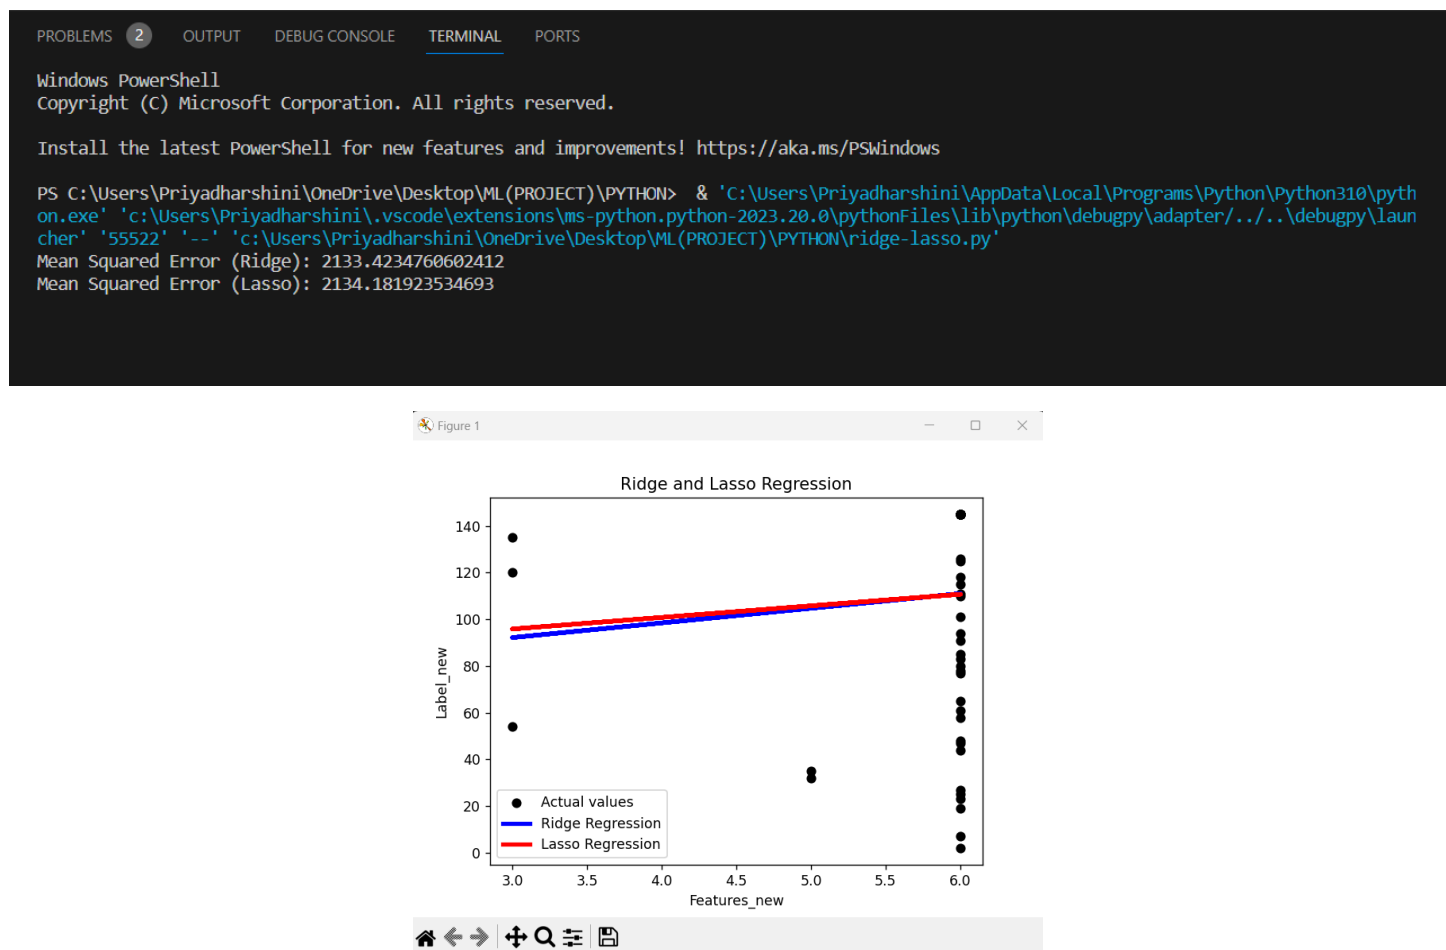 PROBLEMS 2 OUTPUT DEBUG CONSOLE TERMINAL PORTS
Windows PowerShell
Copyright (C) Microsoft Corporation. All rights reserved.
Install the latest PowerShell for new features and improvements! https://aka.ms/PSWindows
PS C:\Users\Priyadharshini\OneDrive\Desktop\ML(PROJECT)\PYTHON>  & 'C:\Users\Priyadharshini\AppData\Local\Programs\Python\Python310\pyth
on.exe' 'c:\Users\Priyadharshini\.vscode\extensions\ms-python.python-2023.20.0\pythonFiles\lib\python\debugpy\adapter/../..\debugpy\laun
cher' '55522' '--' 'c:\Users\Priyadharshini\OneDrive\Desktop\ML(PROJECT)\PYTHON\ridge-lasso.py'
Mean Squared Error (Ridge): 2133.4234760602412
Mean Squared Error (Lasso): 2134.181923534693
Figure 1
Ridge and Lasso Regression
140
120
100
80
60
40
20
0
Label_new
Actual values
Ridge Regression
Lasso Regression
3.0 3.5 4.0 4.5 5.0 5.5 6.0
Features_new